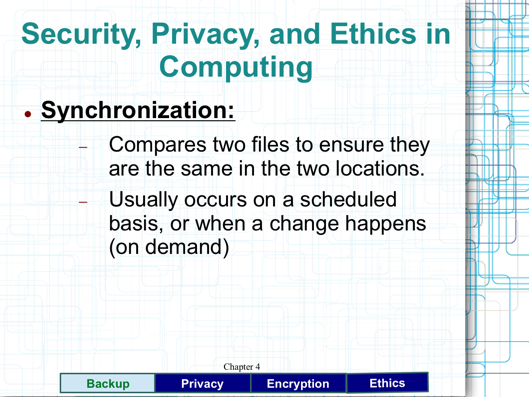 Security, Privacy, and Ethics in
Computing
● Synchronization:
– Compares two files to ensure they
are the same in the two locations.
– Usually occurs on a scheduled
basis, or when a change happens
(on demand)
Chapter 4
Backup Privacy Encryption Ethics